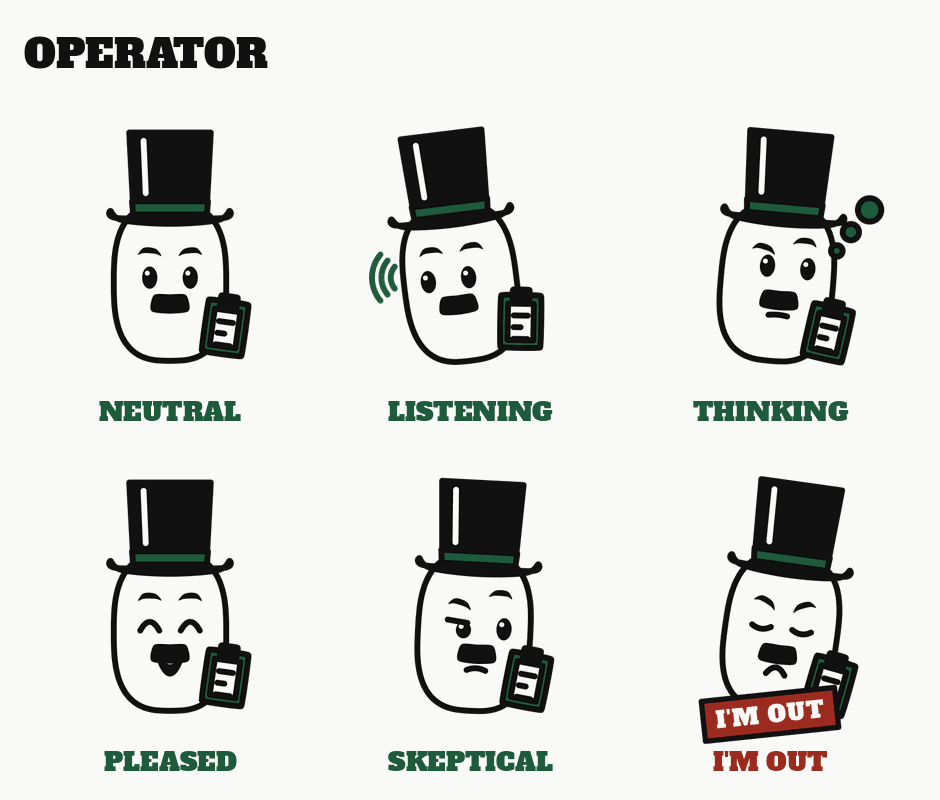 OPERATOR
NEUTRAL
LISTENING
THINKING
I'M OUT
PLEASED
SKEPTICAL
I'M OUT